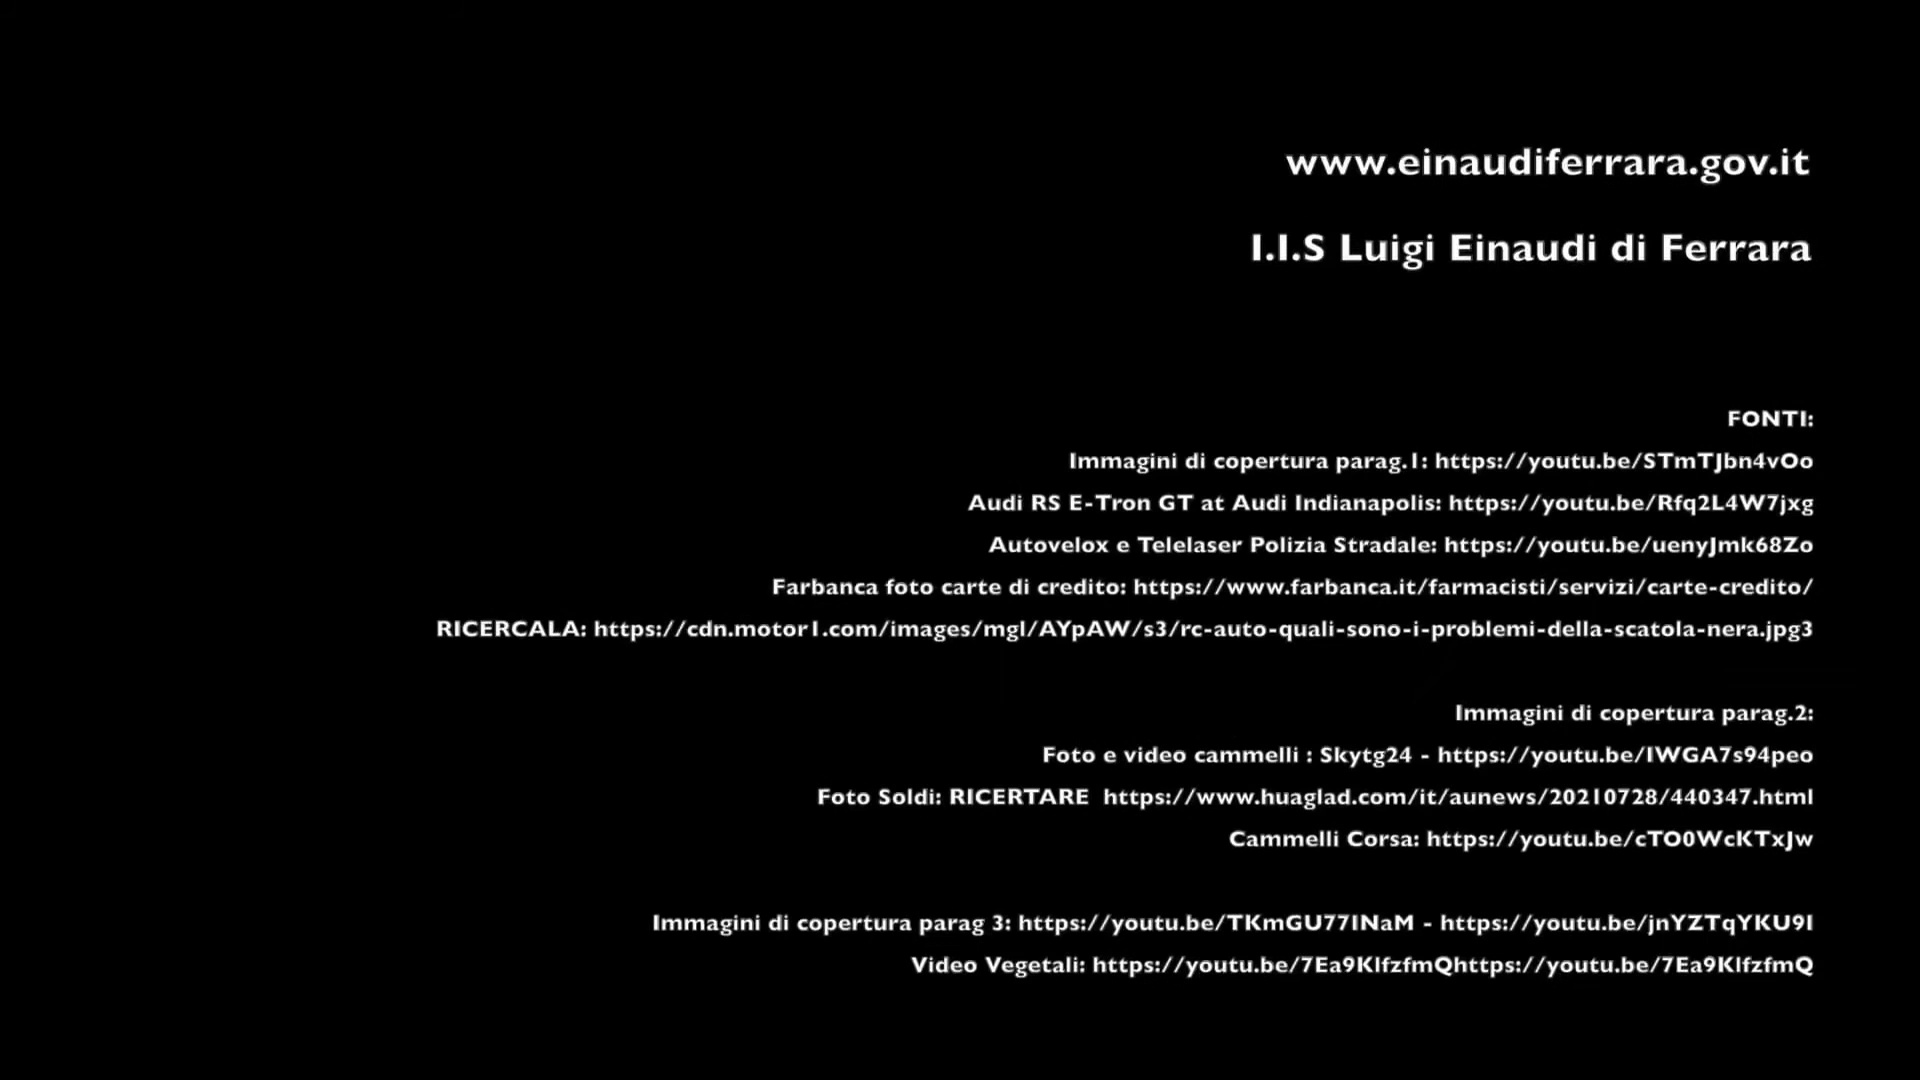 www.einaudiferrara.gov.it
I.I.S Luigi Einaudi di Ferrara
FONTI:
Immagini di copertura parag.1: https://youtu.be/STmTJbn4vOo
Audi RS E-Tron GT at Audi Indianapolis: https://youtu.be/Rfq2L4W7jxg
Autovelox e Telelaser Polizia Stradale: https://youtu.be/uenyJmk68Zo
Farbanca foto carte di credito: https://www.farbanca.it/farmacisti/servizi/carte-credito/
RICERCALA: https://cdn.motor1.com/images/mgl/AYpAW/s3/rc-auto-quali-sono-i-problemi-della-scatola-nera.jpg3
Immagini di copertura parag.2:
Foto e video cammelli : Skytg24 - https://youtu.be/IWGA7s94peo
Foto Soldi: RICERTARE  https://www.huaglad.com/it/aunews/20210728/440347.html
Cammelli Corsa: https://youtu.be/cTO0WcKTxJw
Immagini di copertura parag 3: https://youtu.be/TKmGU77INaM - https://youtu.be/jnYZTqYKU9I
Video Vegetali: https://youtu.be/7Ea9KlfzfmQhttps://youtu.be/7Ea9KlfzfmQ